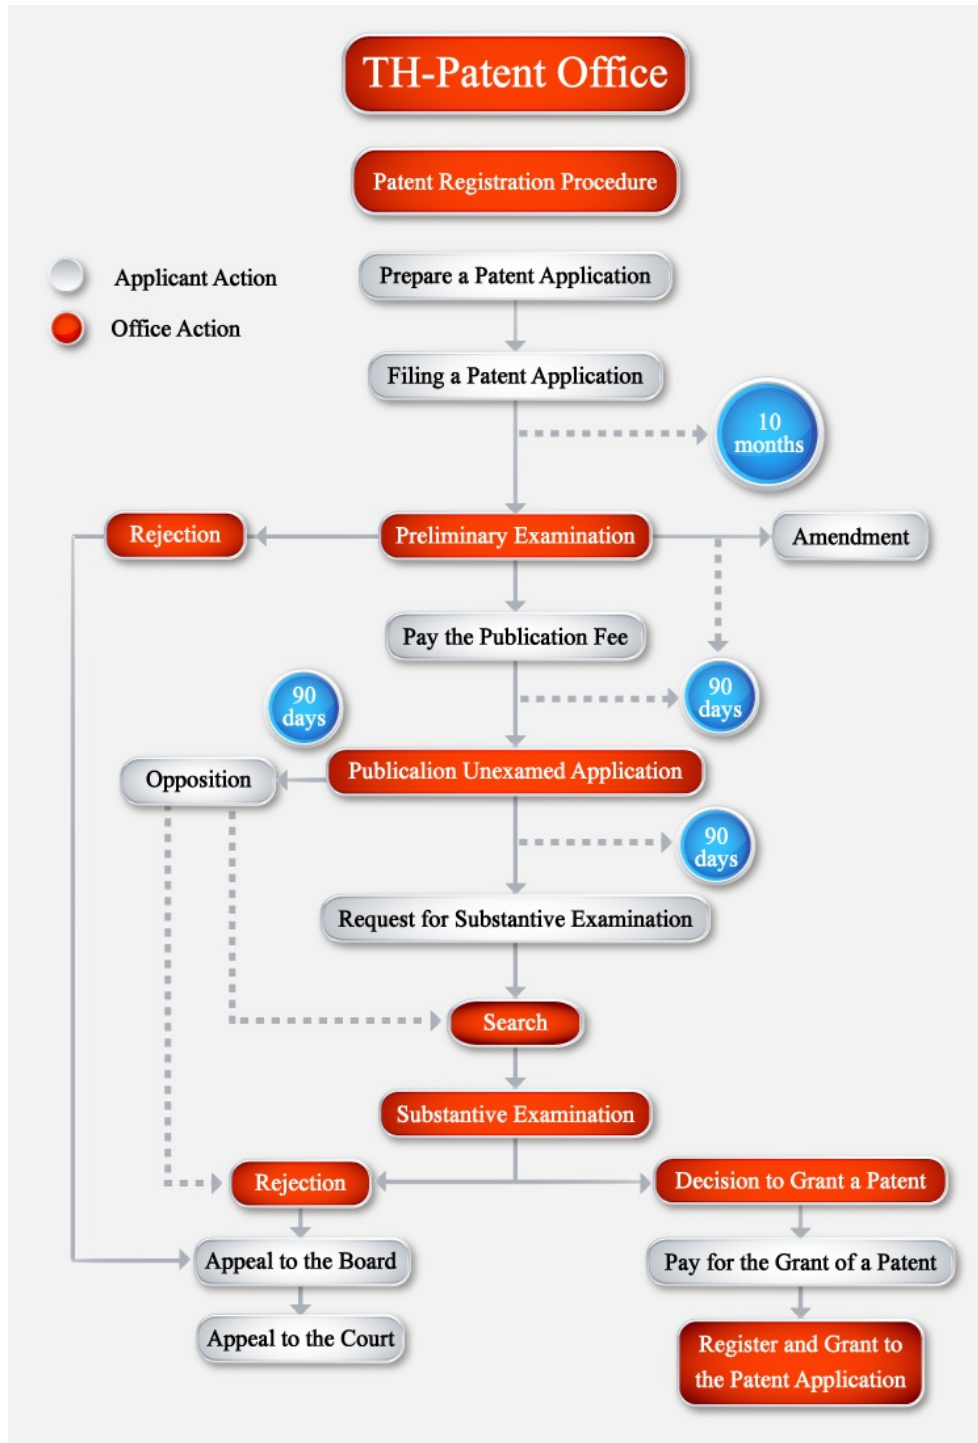 TH-Patent Office
Patent Registration Procedure
Applicant Action
Office Action
Prepare a Patent Application
Filing a Patent Application
10
months
Rejection
Preliminary Examination
Amendment
Pay the Publication Fee
90
days
90
days
Publicalion Unexamed Application
Opposition
90
days
Request for Substantive Examination
Search
Substantive Examination
Rejection
Decision to Grant a Patent
Appeal to the Board
Pay for the Grant of a Patent
Appeal to the Court
Register and Grant to
the Patent Application